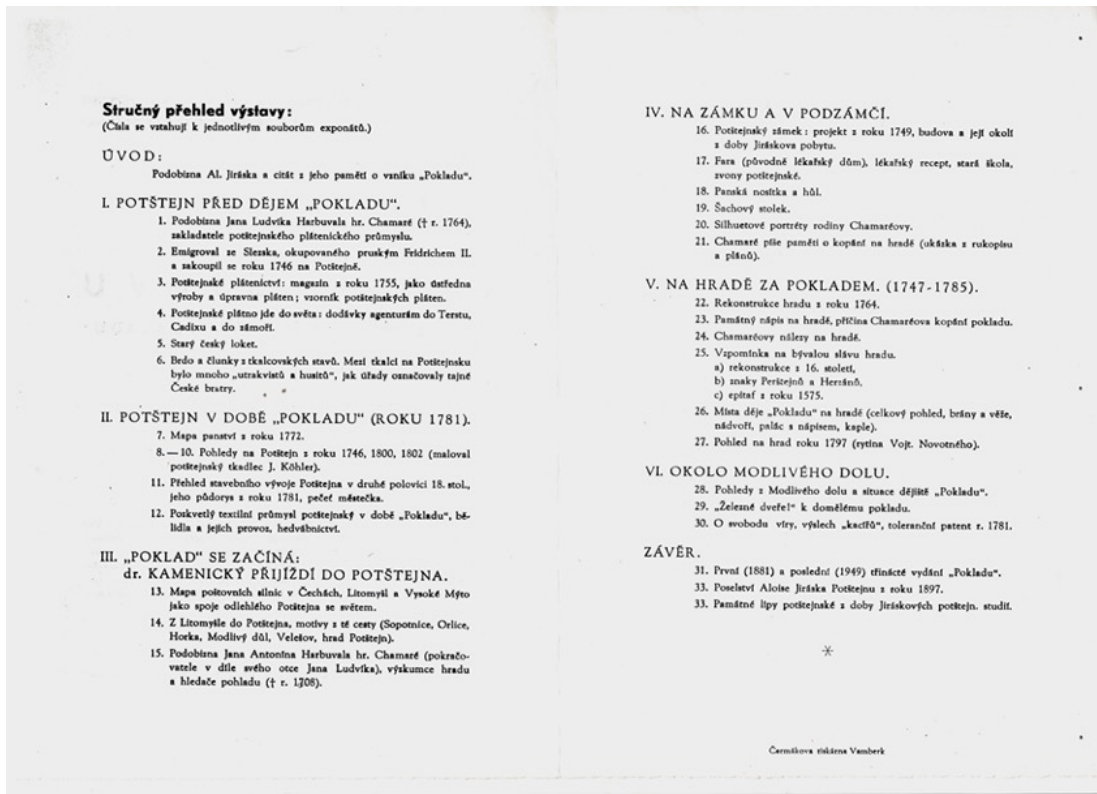 Stručný přehled výstavy:
(Čísla se vztahují k jednotlivým souborům exponátů.)
ÚVOD:
Podobizna Al. Jiráska a citát z jeho pamětí o vzniku „Pokladu“.
I. POTŠTEJN PŘED DĚJEM „POKLADU“.
1. Podobizna Jana Ludvíka Harbuvala hr. Chamaré († r. 1764),
zakladatele potštejnského plátenického průmyslu.
2. Emigroval ze Slezska, okupovaného pruským Fridrichem II.
a zakoupil se roku 1746 na Potštejně.
3. Potštejnské plátenictví: magazin z roku 1755, jako ústředna
výroby a úpravna pláten; vzorník potštejnských pláten.
4. Potštejnské plátno jde do světa: dodávky agenturám do Terstu,
Cadixu a do zámoří.
5. Starý český loket.
6. Brdo a člunky z tkalcovských stavů. Mezi tkalci na Potštejnsku
bylo mnoho „utrakvistů a husitů“, jak úřady označovaly tajné
České bratry.
II. POTŠTEJN V DOBĚ „POKLADU“ (ROKU 1781).
7. Mapa panství z roku 1772.
8.—10. Pohledy na Potštejn z roku 1746, 1800, 1802 (maloval
potštejnský tkadlec J. Köhler).
11. Přehled stavebního vývoje Potštejna v druhé polovici 18. stol.,
jeho půdorys z roku 1781, pečeť městečka.
12. Pozkvetlý textilní průmysl potštejnský v době „Pokladu“, bě-
lidla a jejich provoz, hedvábnictví.
III. „POKLAD“ SE ZAČÍNÁ:
dr. KAMENICKÝ PŘIJÍŽDÍ DO POTŠTEJNA.
13. Mapa poštovních silnic v Čechách, Litomyšl a Vysoké Mýto
jako spoje odlehlého Potštejna se světem.
14. Z Litomyšle do Potštejna, motivy z té cesty (Sopotnice, Orlice,
Horka, Modlivý důl, Velešov, hrad Potštejn).
15. Podobizna Jana Antonína Harbuvala hr. Chamaré (pokračo-
vatele v díle svého otce Jana Ludvíka), výzkumce hradu
a hledače pohladu († r. 1708).
IV. NA ZÁMKU A V PODZÁMČÍ.
16. Potštejnský zámek: projekt z roku 1749, budova a její okolí
z doby Jiráskova pobytu.
17. Fara (původně lékařský dům), lékařský recept, stará škola,
zvony potštejnské.
18. Panská nosítka a hůl.
19. Šachový stolek.
20. Silhuetové portréty rodiny Chamaréovy.
21. Chamaré píše paměti o kopání na hradě (ukázka z rukopisu
a plánů).
V. NA HRADĚ ZA POKLADEM. (1747-1785).
22. Rekonstrukce hradu z roku 1764.
23. Památný nápis na hradě, příčina Chamaréova kopání pokladu.
24. Chamaréovy nálezy na hradě.
25. Vzpomínka na bývalou slávu hradu.
a) rekonstrukce z 16. století,
b) znaky Perštejnů a Herzánů,
c) epitaf z roku 1575.
26. Místa děje „Pokladu“ na hradě (celkový pohled, brány a věže,
nádvoří, palác s nápisem, kaple).
27. Pohled na hrad roku 1797 (rytina Vojt. Novotného).
VI. OKOLO MODLIVÉHO DOLU.
28. Pohledy z Modlivého dolu a situace dějiště „Pokladu“.
29. „Železné dveře!“ k domělému pokladu.
30. O svobodu víry, výslech „kacířů“, toleranční patent r. 1781.
ZÁVĚR.
31. První (1881) a poslední (1949) třinácté vydání „Pokladu“.
33. Poselství Aloise Jiráska Potštejnu z roku 1897.
33. Památné lípy potštejnské z doby Jiráskových potštejn. studií.
Čermákova tiskárna Vamberk